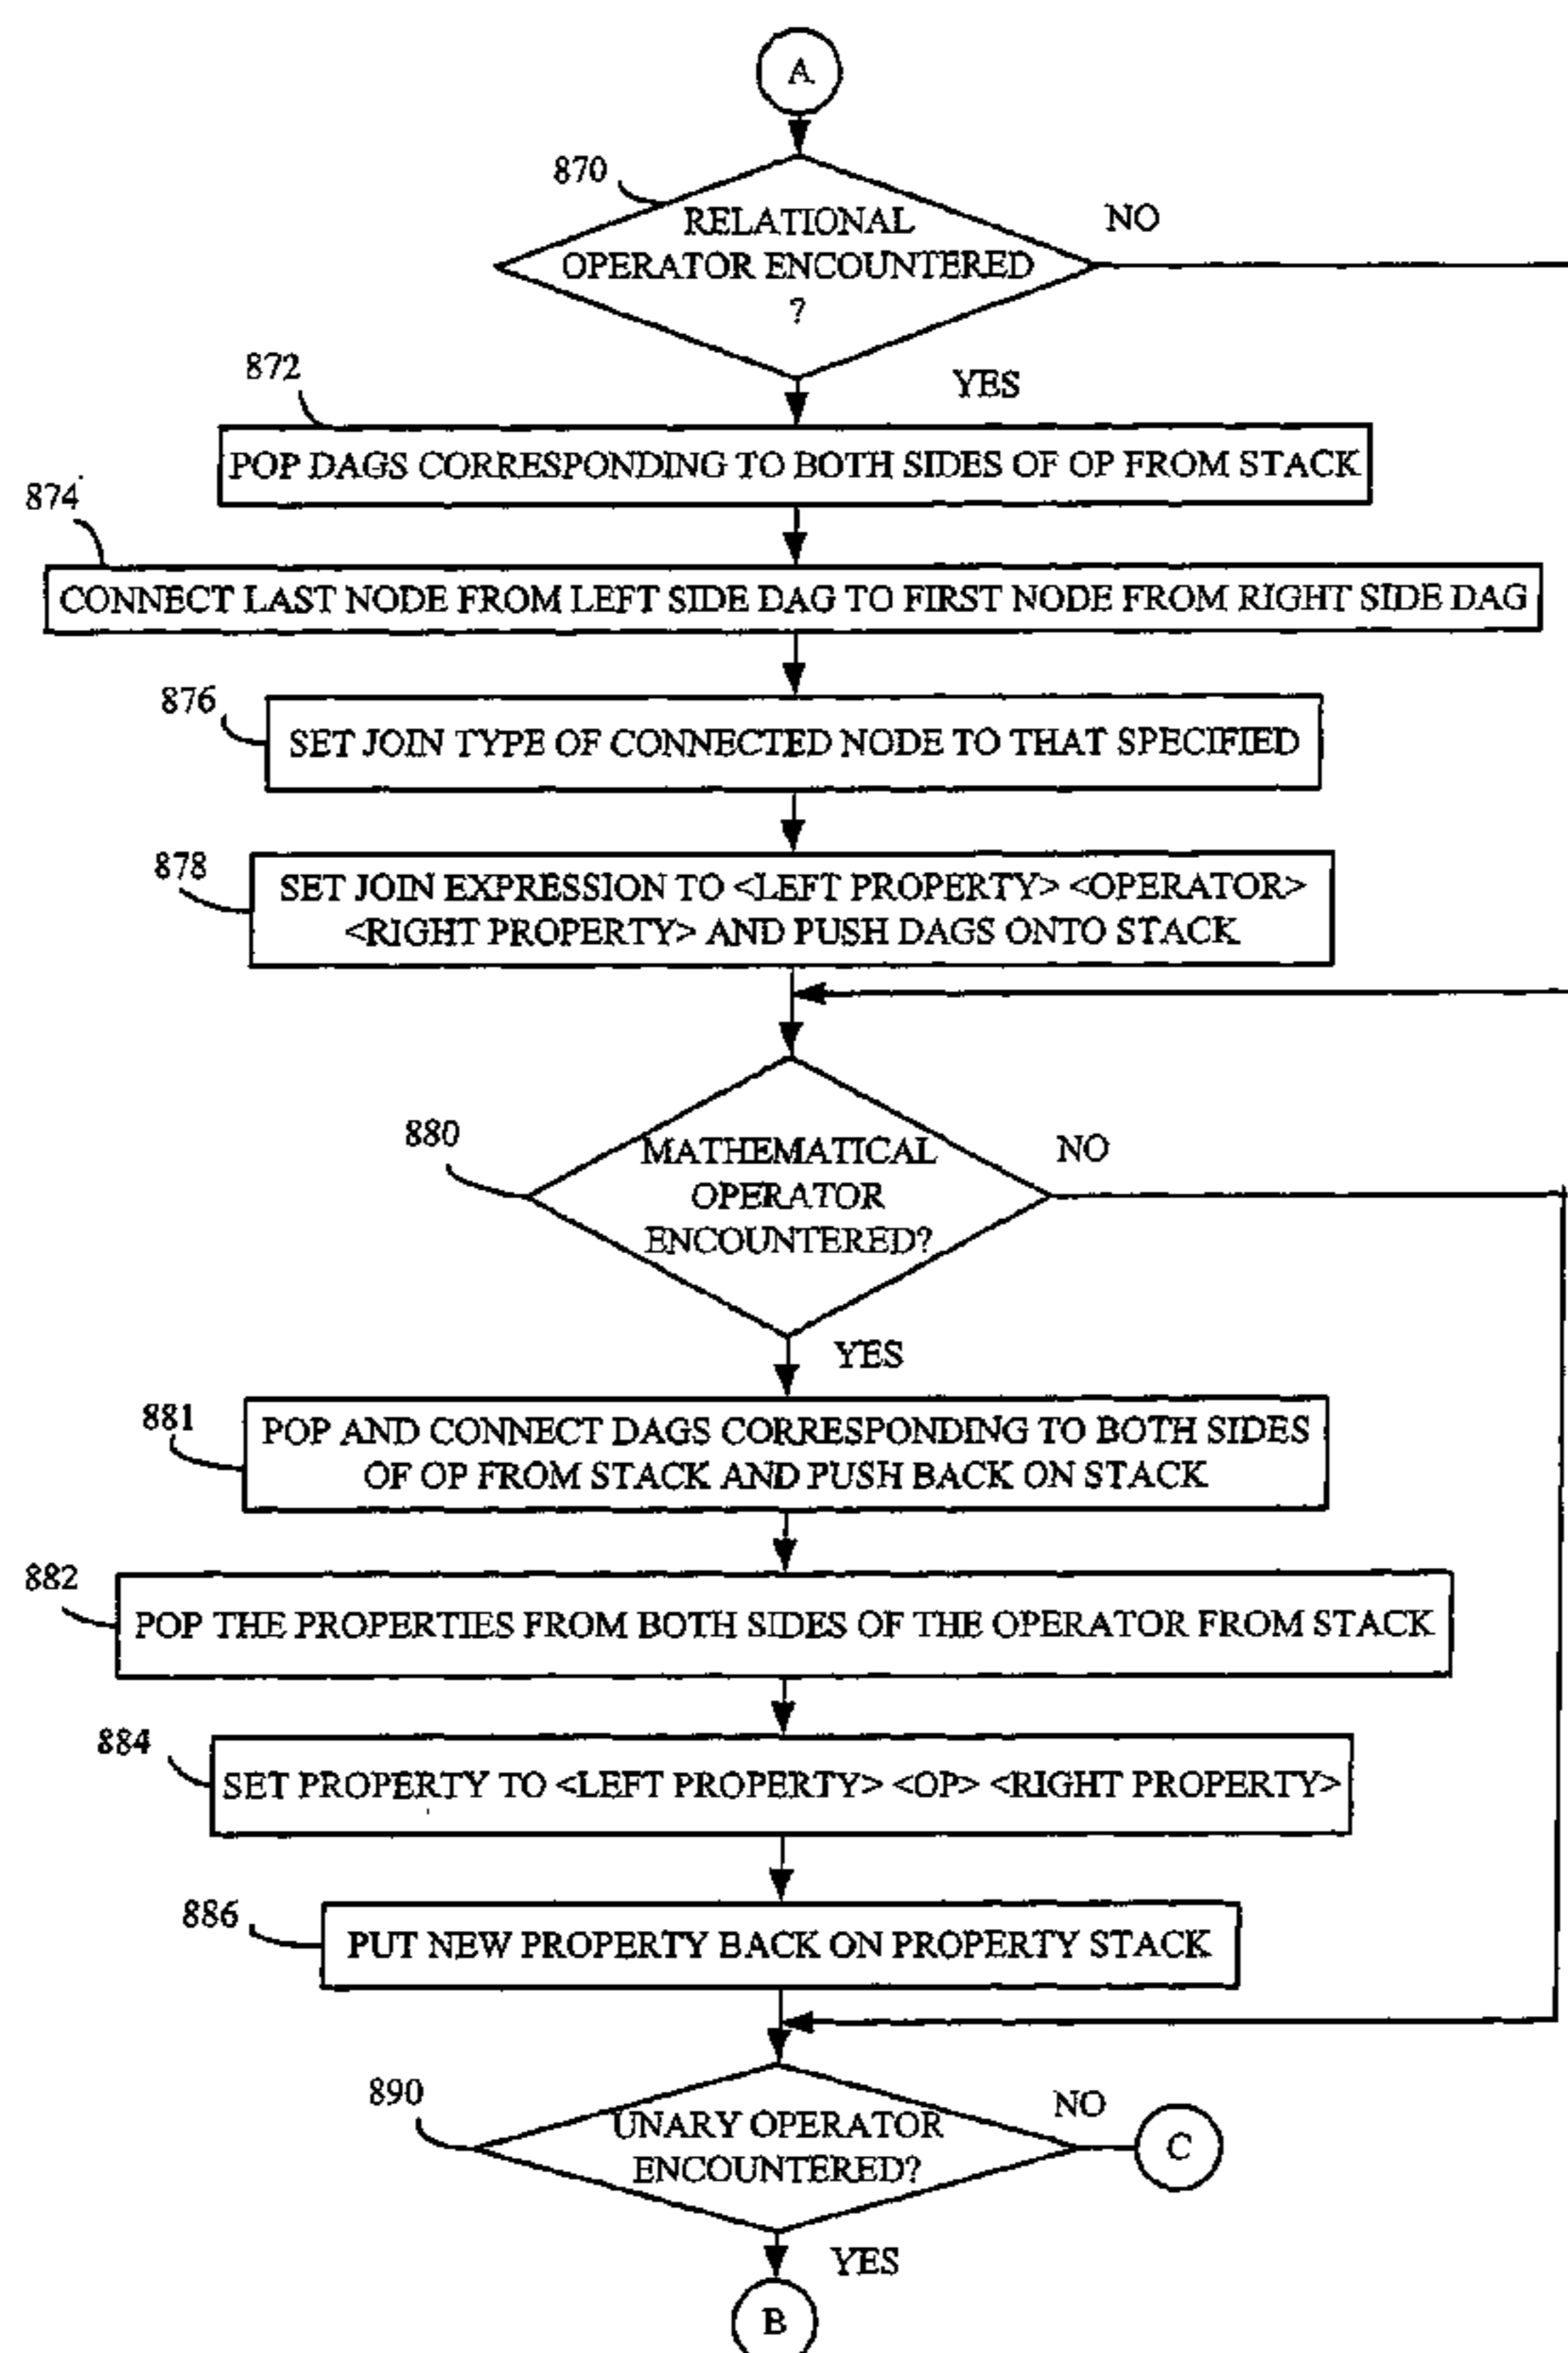 A
870
RELATIONAL
OPERATOR ENCOUNTERED
?
NO
YES
872
POP DAGS CORRESPONDING TO BOTH SIDES OF OP FROM STACK
874
CONNECT LAST NODE FROM LEFT SIDE DAG TO FIRST NODE FROM RIGHT SIDE DAG
876
SET JOIN TYPE OF CONNECTED NODE TO THAT SPECIFIED
878
SET JOIN EXPRESSION TO <LEFT PROPERTY> <OPERATOR>
<RIGHT PROPERTY> AND PUSH DAGS ONTO STACK
880
MATHEMATICAL
OPERATOR
ENCOUNTERED?
NO
YES
881
POP AND CONNECT DAGS CORRESPONDING TO BOTH SIDES
OF OP FROM STACK AND PUSH BACK ON STACK
882
POP THE PROPERTIES FROM BOTH SIDES OF THE OPERATOR FROM STACK
884
SET PROPERTY TO <LEFT PROPERTY> <OP> <RIGHT PROPERTY>
886
PUT NEW PROPERTY BACK ON PROPERTY STACK
890
UNARY OPERATOR
ENCOUNTERED?
NO
C
YES
B